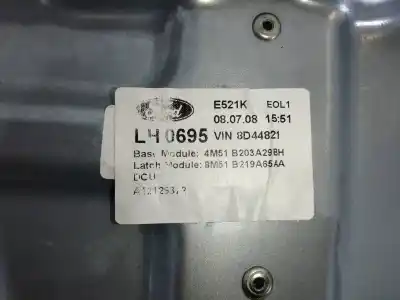 E521K EOL1
08.07.08 15:51
LH 0695 VIN 8D44821
Base Module: 4M51 B203A29BH
Latch Module: 8M51 B219A65AA
DCU: